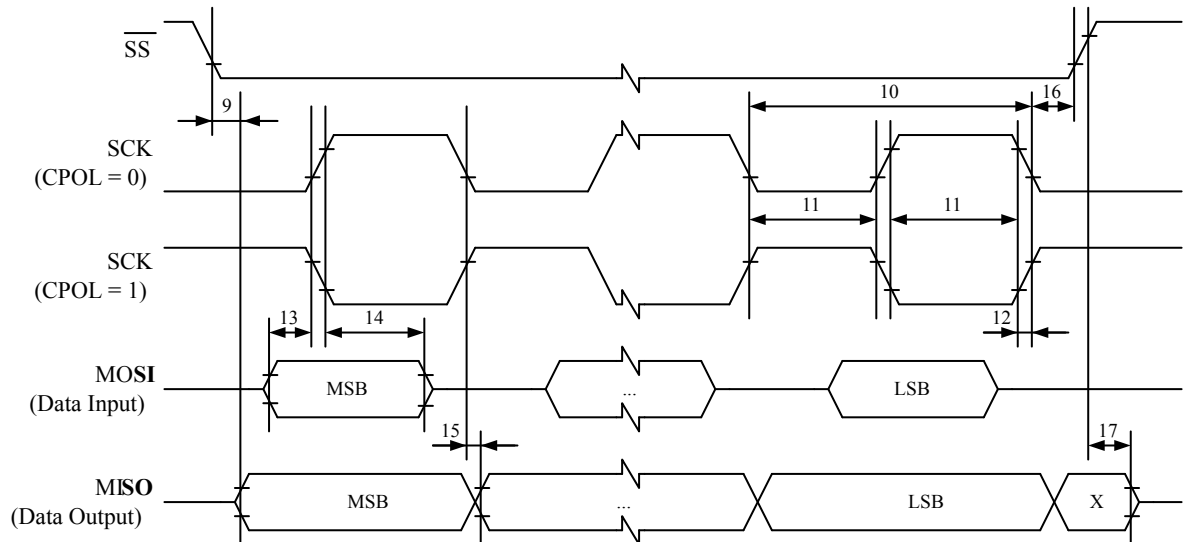 SS
9
10
16
SCK
(CPOL = 0)
11
11
SCK
(CPOL = 1)
13
14
12
MOSI
(Data Input)
MSB
...
LSB
15
17
MISO
(Data Output)
MSB
...
LSB
X